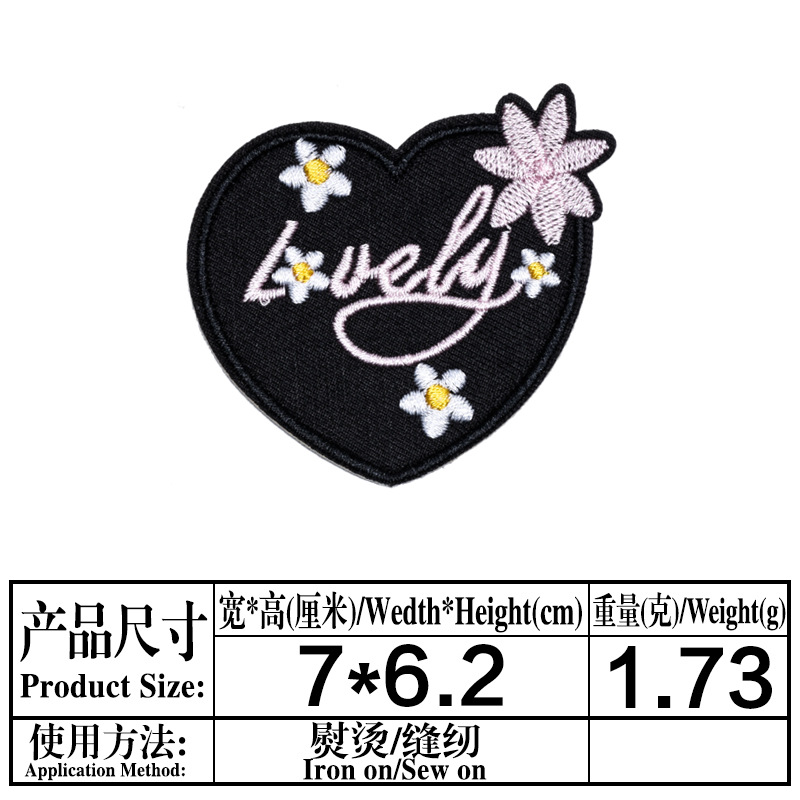 Lovely
宽*高(厘米)/Wedth*Height(cm)
重量(克)/Weight(g)
产品尺寸
Product Size:
7*6.2
1.73
使用方法:
Application Method:
熨烫/缝纫
Iron on/Sew on